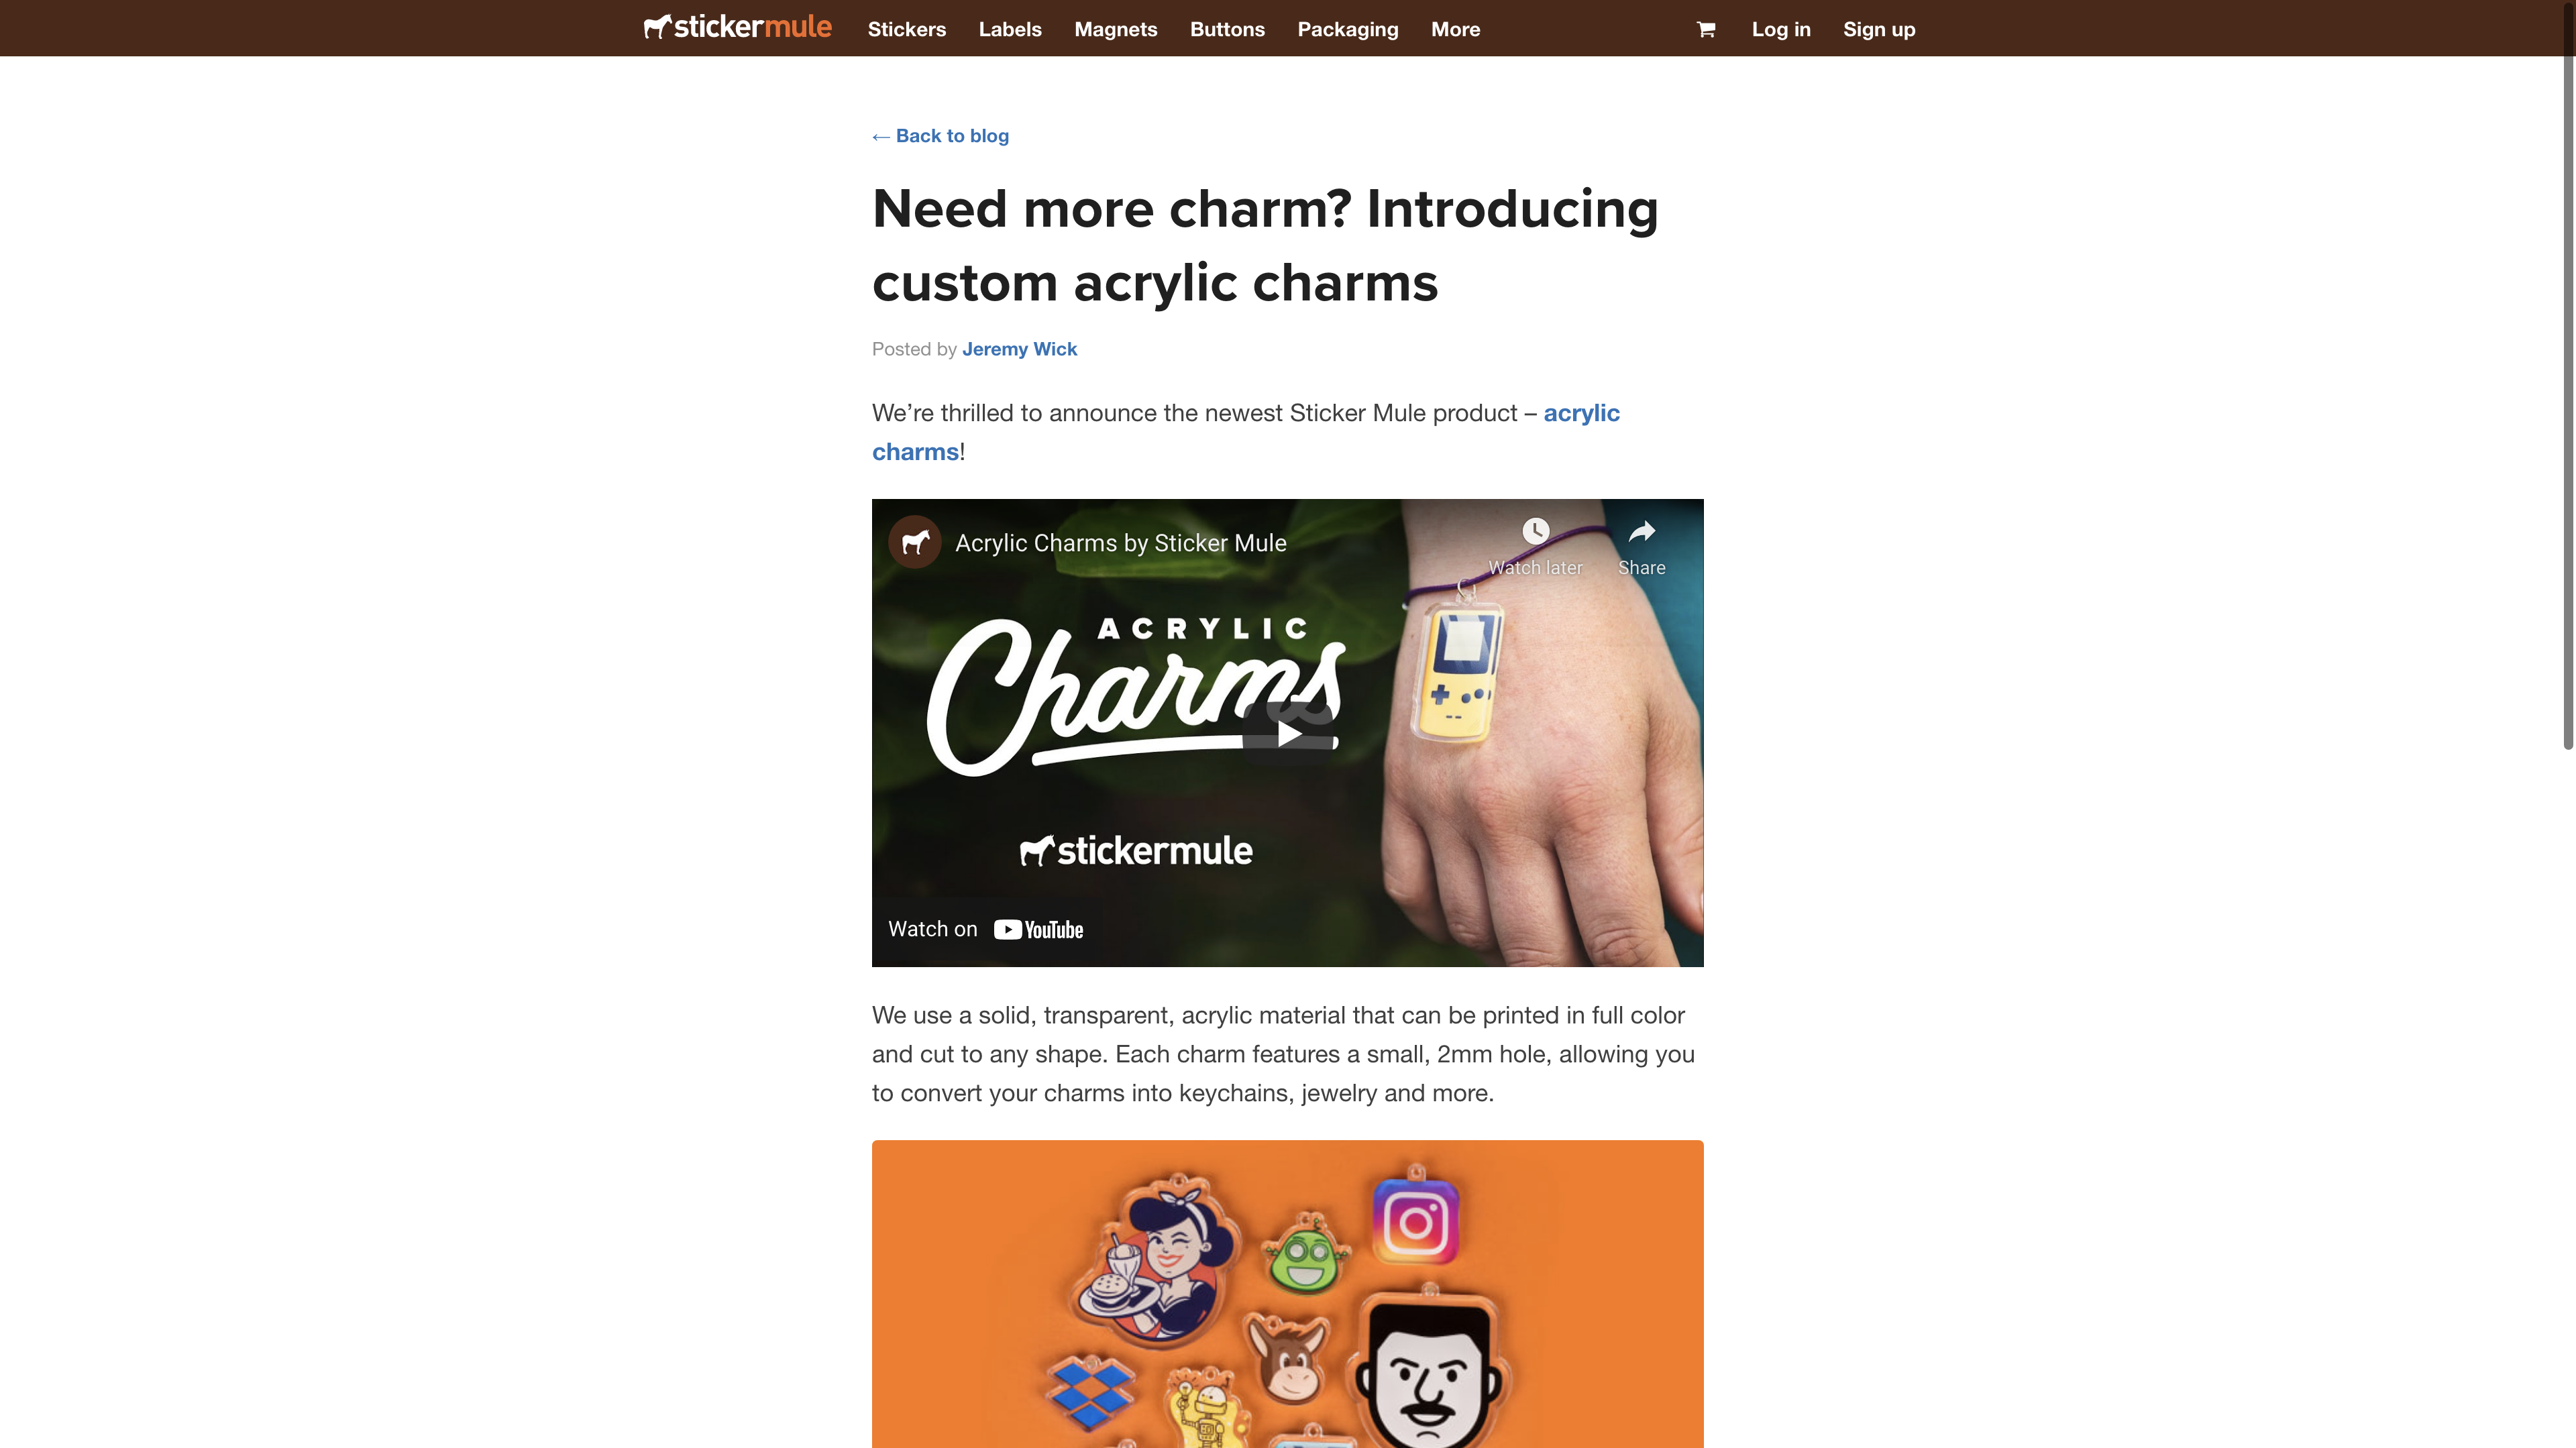 stickermule Stickers Labels Magnets Buttons Packaging More Log in Sign up
← Back to blog
Need more charm? Introducing
custom acrylic charms
Posted by Jeremy Wick
We’re thrilled to announce the newest Sticker Mule product – acrylic
charms!
Acrylic Charms by Sticker Mule
Watch later Share
ACRYLIC
Charms
stickermule
Watch on YouTube
We use a solid, transparent, acrylic material that can be printed in full color
and cut to any shape. Each charm features a small, 2mm hole, allowing you
to convert your charms into keychains, jewelry and more.